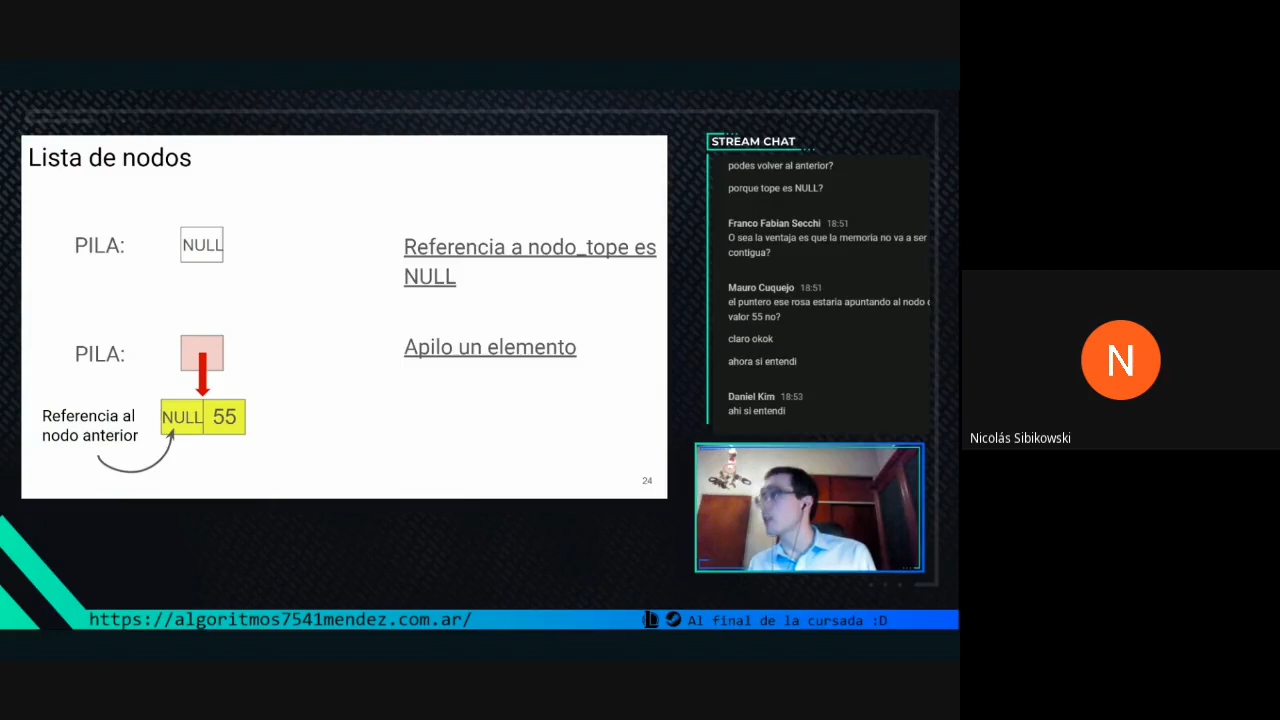 Lista de nodos
PILA:
NULL
Referencia a nodo_tope es
NULL
PILA:
Apilo un elemento
Referencia al
nodo anterior
NULL
55
24
STREAM CHAT
podes volver al anterior?
porque tope es NULL?
Franco Fabian Secchi 18:51
O sea la ventaja es que la memoria no va a ser
contigua?
Mauro Cuquejo 18:51
el puntero ese rosa estaria apuntando al nodo
valor 55 no?
claro okok
ahora si entendi
Daniel Kim 18:53
ahi si entendi
https://algoritmos7541mendez.com.ar/
Al final de la cursada :D
N
Nicolás Sibikowski